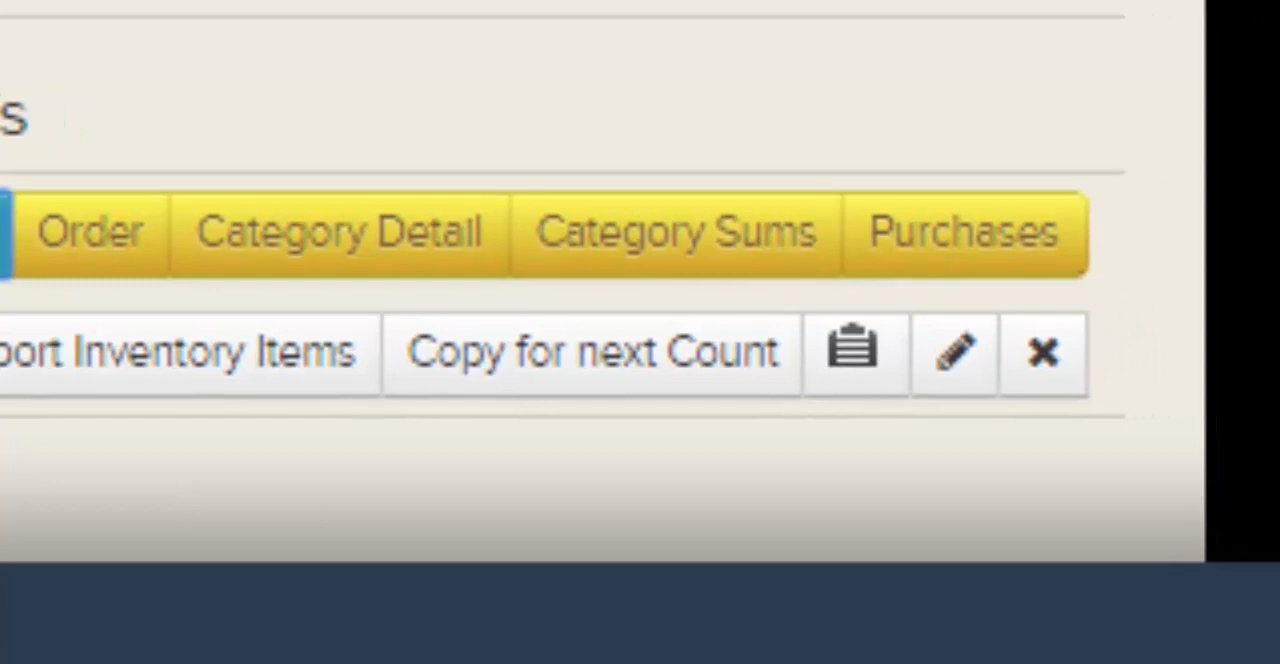 s
Order Category Detail Category Sums Purchases
port Inventory Items Copy for next Count